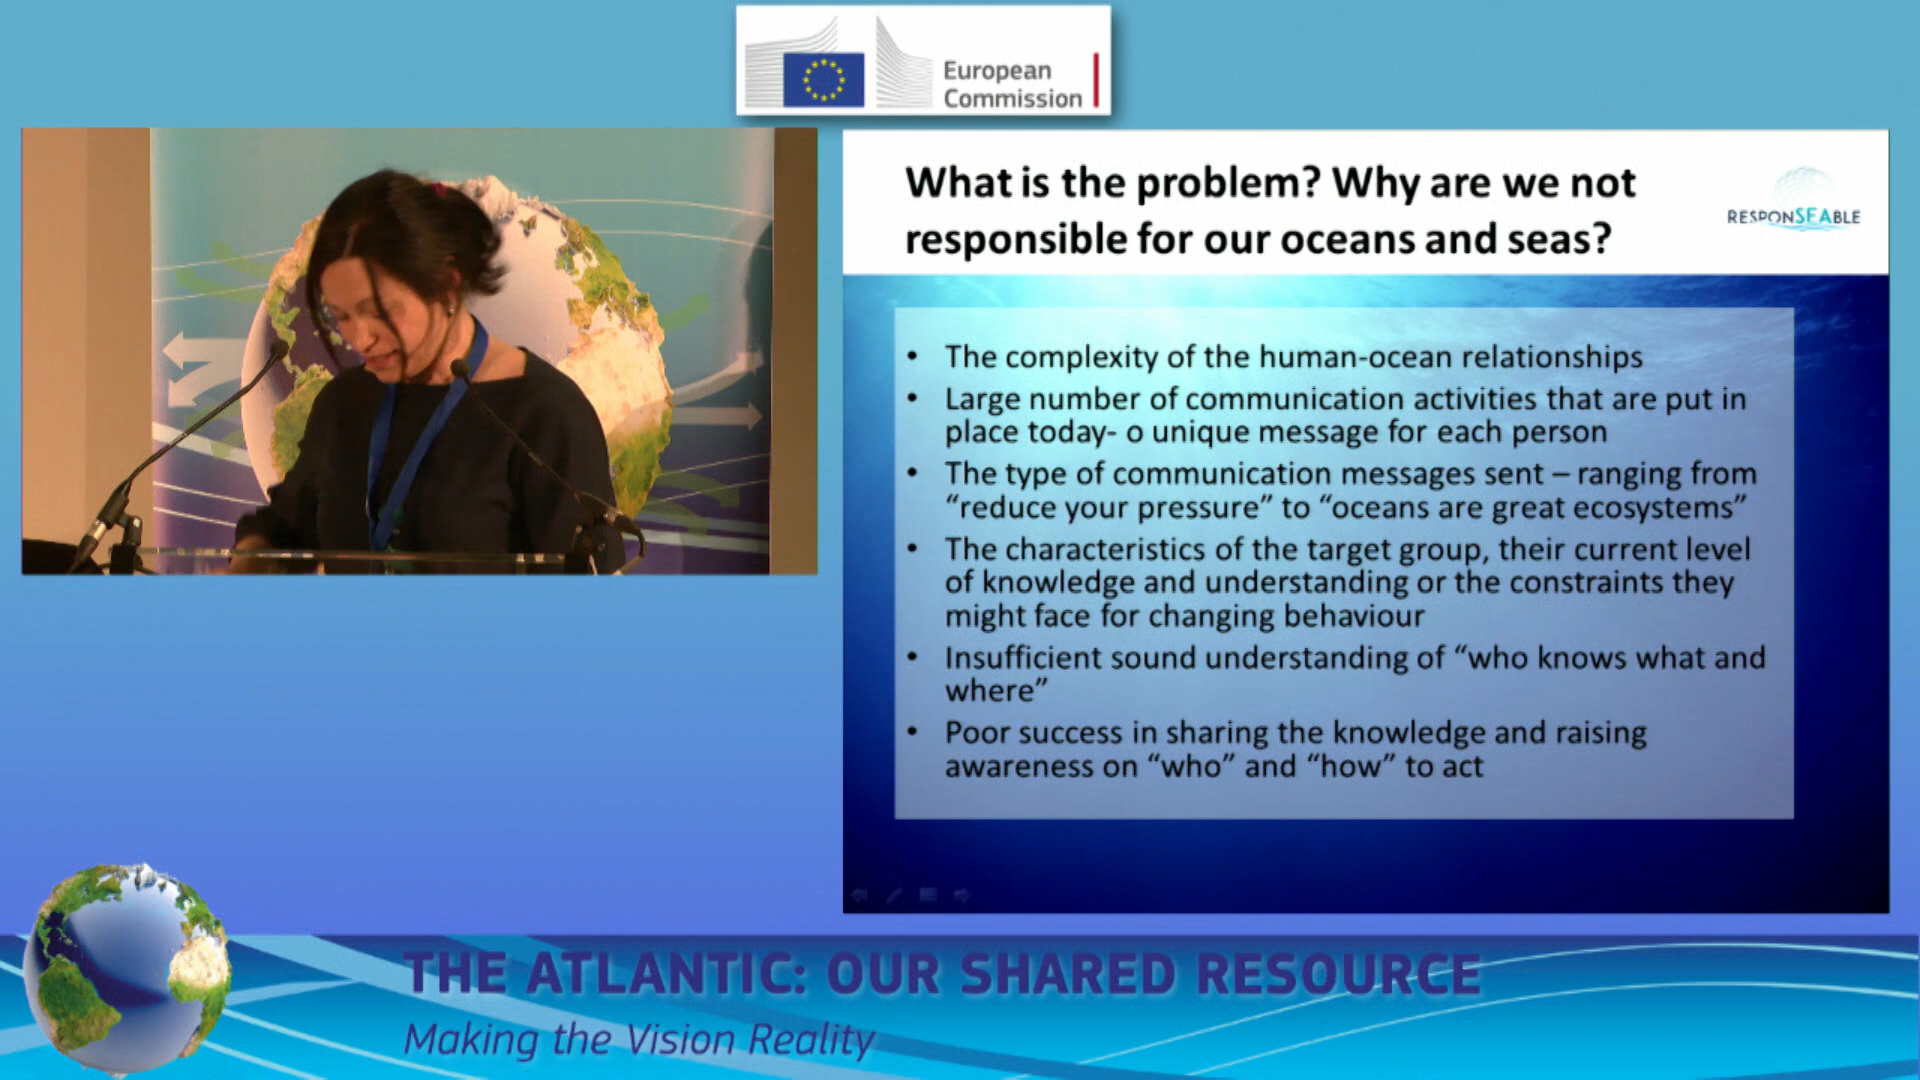 European
Commission
What is the problem? Why are we not
responsible for our oceans and seas?
RESPONSEABLE
• The complexity of the human-ocean relationships
• Large number of communication activities that are put in
place today- o unique message for each person
• The type of communication messages sent – ranging from
“reduce your pressure” to “oceans are great ecosystems”
• The characteristics of the target group, their current level
of knowledge and understanding or the constraints they
might face for changing behaviour
• Insufficient sound understanding of “who knows what and
where”
• Poor success in sharing the knowledge and raising
awareness on “who” and “how” to act
THE ATLANTIC: OUR SHARED RESOURCE
Making the Vision Reality